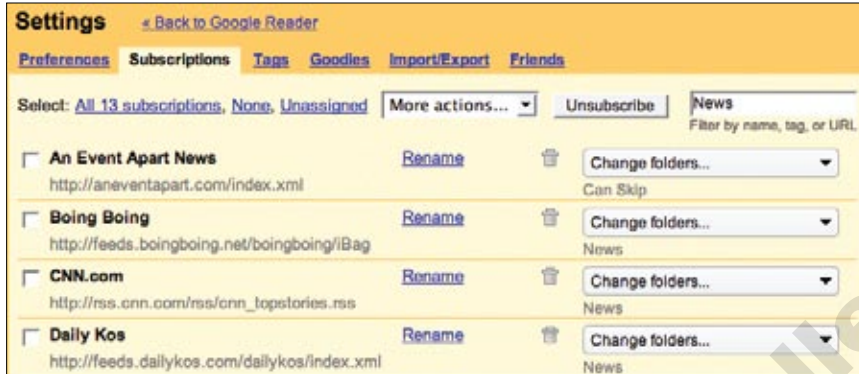 Settings « Back to Google Reader
Preferences Subscriptions Tags Goodies Import/Export Friends
Select: All 13 subscriptions, None, Unassigned More actions... Unsubscribe News
Filter by name, tag, or URL
An Event Apart News Rename Change folders...
http://aneventapart.com/index.xml Can Skip
Boing Boing Rename Change folders...
http://feeds.boingboing.net/boingboing/iBag News
CNN.com Rename Change folders...
http://rss.cnn.com/rss/cnn_topstories.rss News
Daily Kos Rename Change folders...
http://feeds.dailykos.com/dailykos/index.xml News